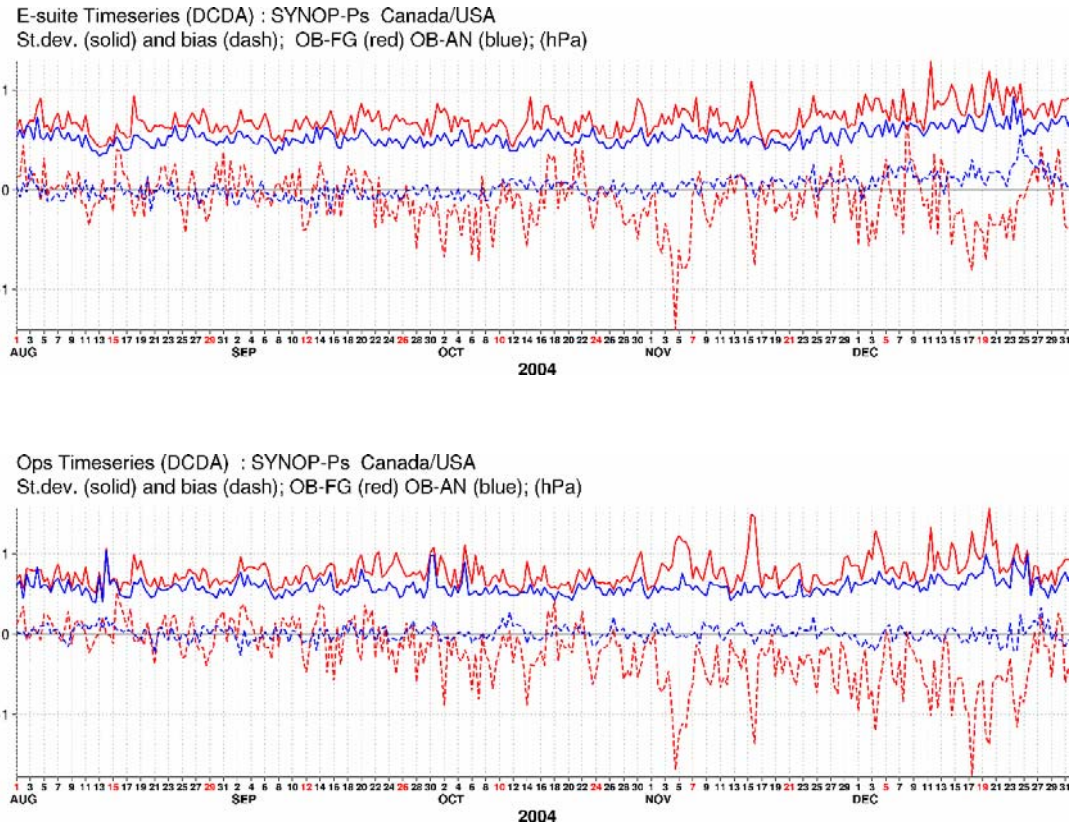 E-suite Timeseries (DCDA) : SYNOP-Ps Canada/USA
St.dev. (solid) and bias (dash); OB-FG (red) OB-AN (blue); (hPa)
1
0
-1
1 3 5 7 9 11 13 15 17 19 21 23 25 27 29 31 2 4 6 8 10 12 14 16 18 20 22 24 26 28 30 2 4 6 8 10 12 14 16 18 20 22 24 26 28 30 1 3 5 7 9 11 13 15 17 19 21 23 25 27 29 1 3 5 7 9 11 13 15 17 19 21 23 25 27 29 31
AUG SEP OCT NOV DEC
2004
Ops Timeseries (DCDA) : SYNOP-Ps Canada/USA
St.dev. (solid) and bias (dash); OB-FG (red) OB-AN (blue); (hPa)
1
0
-1
1 3 5 7 9 11 13 15 17 19 21 23 25 27 29 31 2 4 6 8 10 12 14 16 18 20 22 24 26 28 30 2 4 6 8 10 12 14 16 18 20 22 24 26 28 30 1 3 5 7 9 11 13 15 17 19 21 23 25 27 29 1 3 5 7 9 11 13 15 17 19 21 23 25 27 29 31
AUG SEP OCT NOV DEC
2004